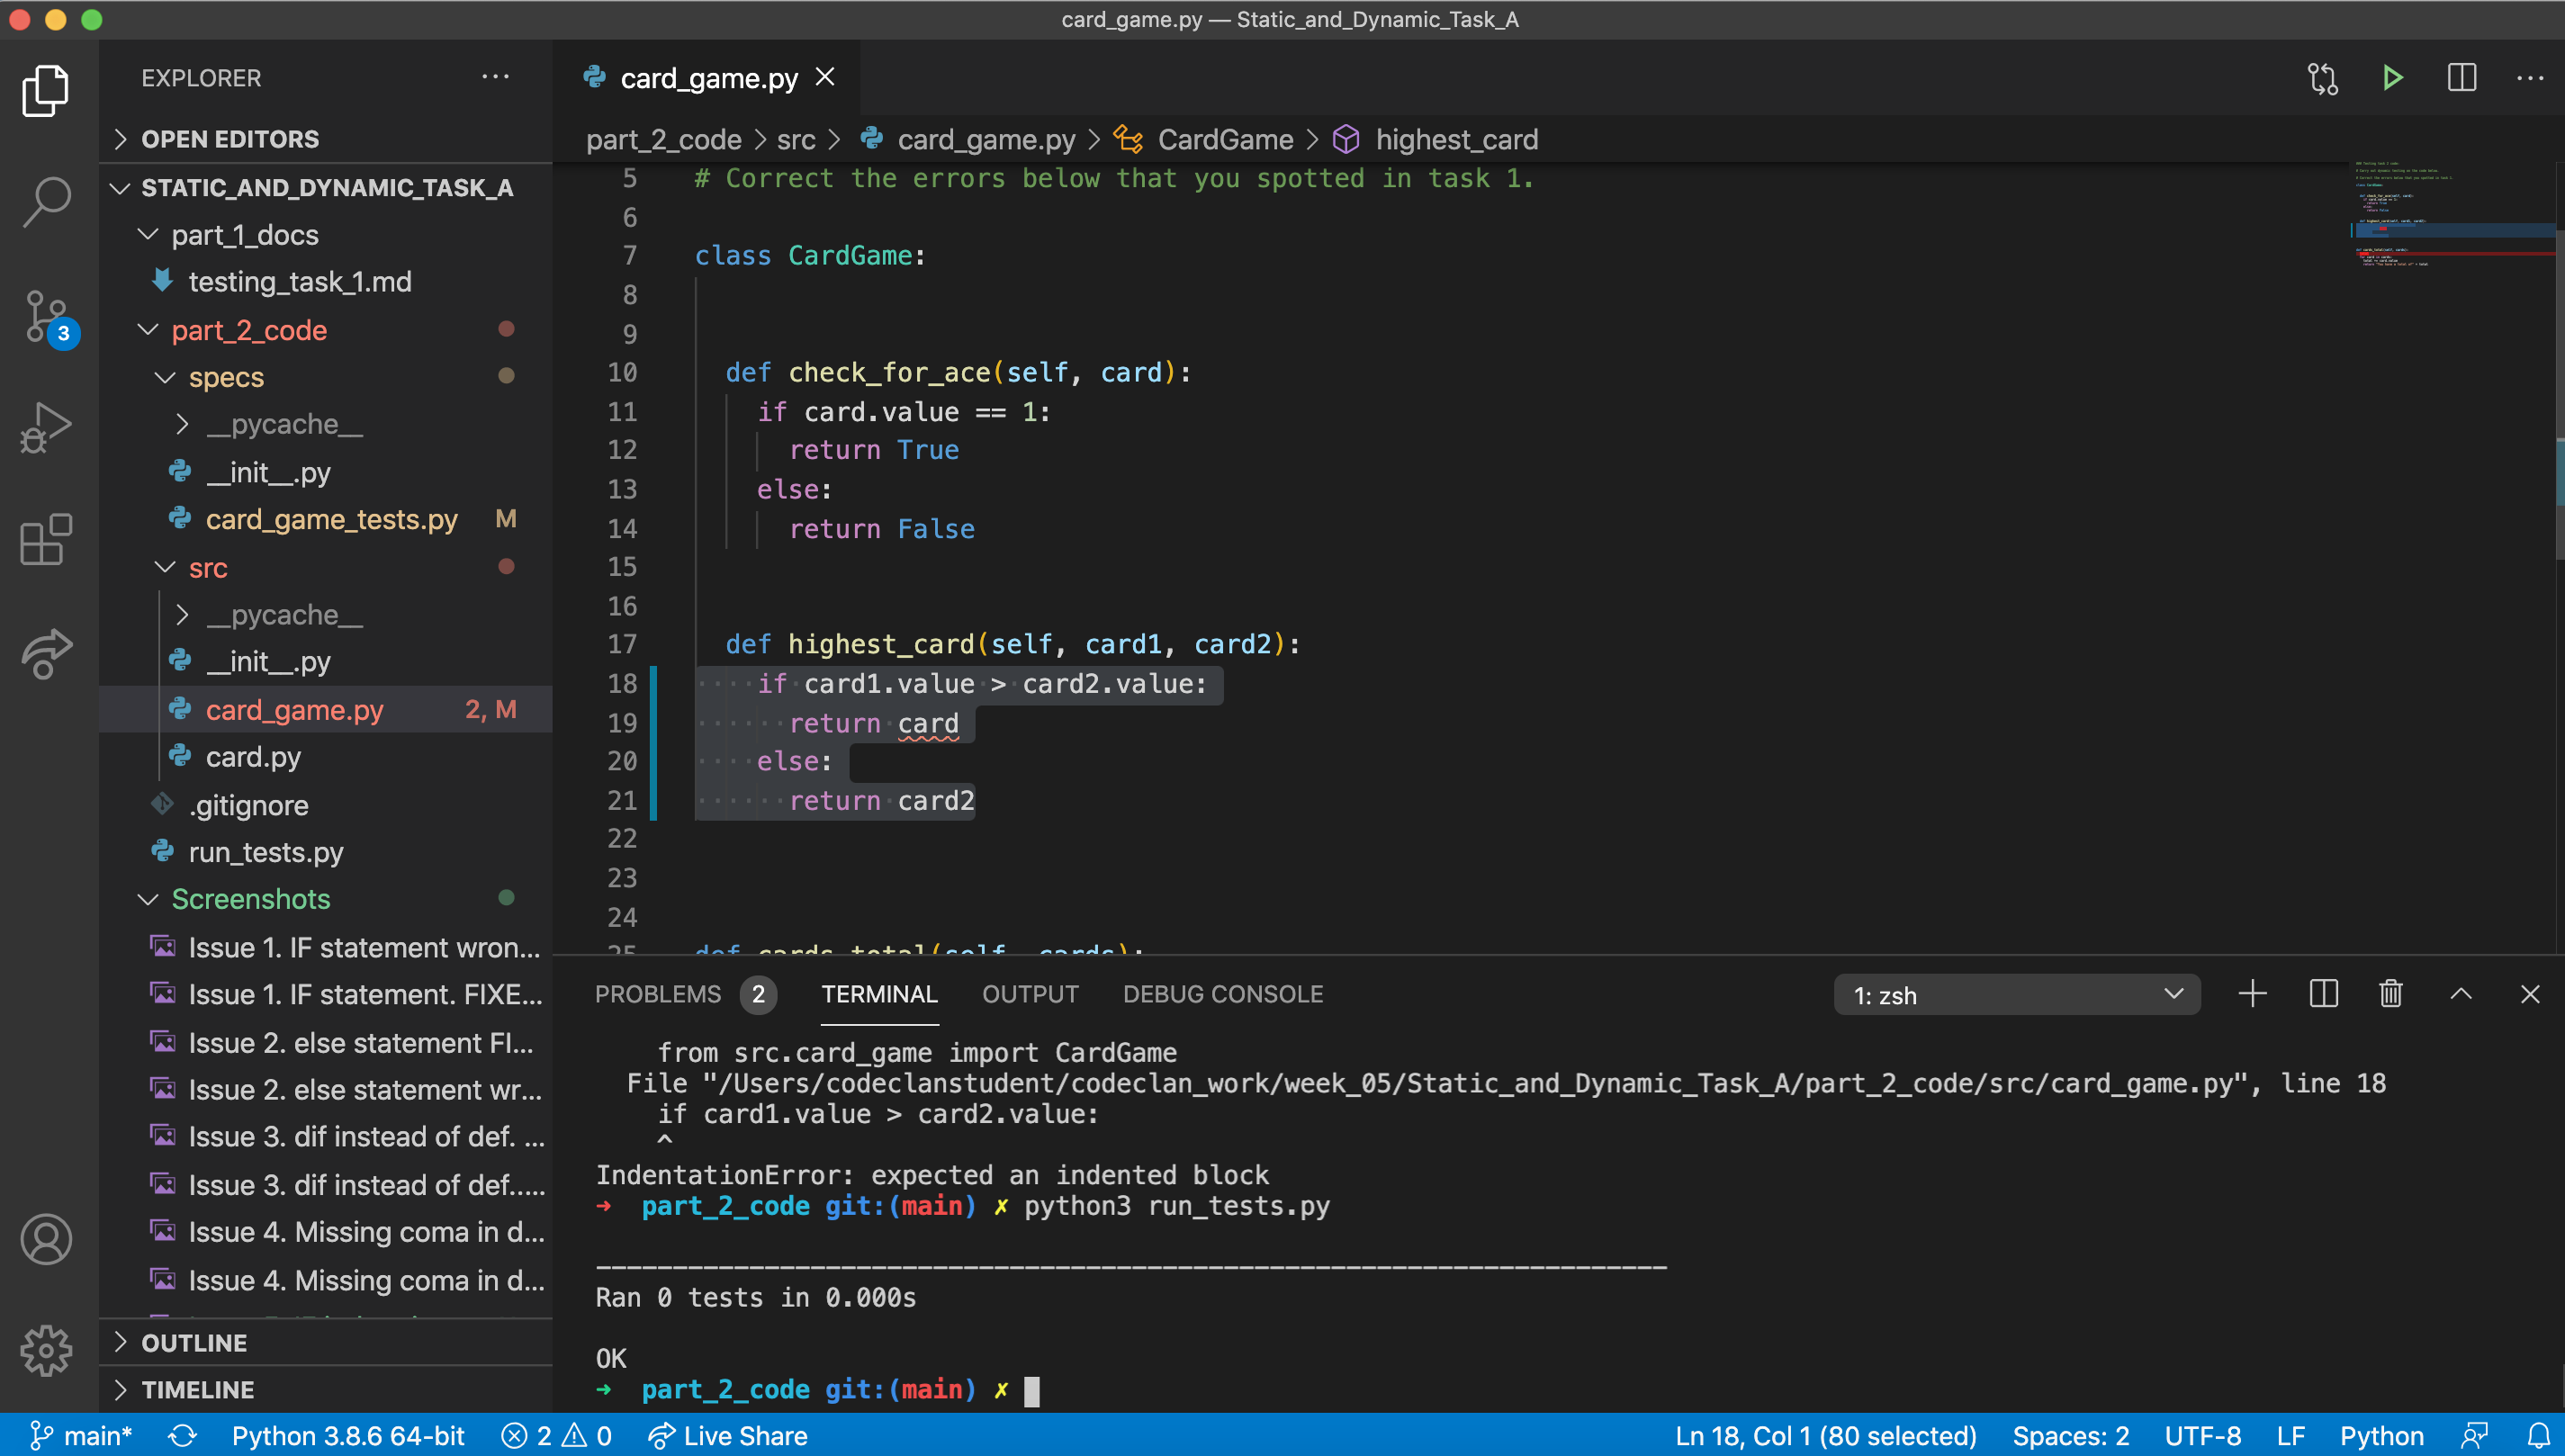 card_game.py — Static_and_Dynamic_Task_A
EXPLORER
OPEN EDITORS
STATIC_AND_DYNAMIC_TASK_A
part_1_docs
testing_task_1.md
part_2_code
specs
__pycache__
__init__.py
card_game_tests.py M
src
__pycache__
__init__.py
card_game.py 2, M
card.py
.gitignore
run_tests.py
Screenshots
Issue 1. IF statement wron...
Issue 1. IF statement. FIXE...
Issue 2. else statement FI...
Issue 2. else statement wr...
Issue 3. dif instead of def. ...
Issue 3. dif instead of def.....
Issue 4. Missing coma in d...
Issue 4. Missing coma in d...
OUTLINE
TIMELINE
3
card_game.py
part_2_code > src > card_game.py > CardGame > highest_card
5 # Correct the errors below that you spotted in task 1.
6
7 class CardGame:
8
9
10 def check_for_ace(self, card):
11 if card.value == 1:
12 return True
13 else:
14 return False
15
16
17 def highest_card(self, card1, card2):
18 if card1.value > card2.value:
19 return card
20 else:
21 return card2
22
23
24
25 def cards_total(self, cards):
PROBLEMS 2 TERMINAL OUTPUT DEBUG CONSOLE 1: zsh
from src.card_game import CardGame
File "/Users/codeclanstudent/codeclan_work/week_05/Static_and_Dynamic_Task_A/part_2_code/src/card_game.py", line 18
if card1.value > card2.value:
^
IndentationError: expected an indented block
➜ part_2_code git:(main) ✗ python3 run_tests.py
----------------------------------------------------------------------
Ran 0 tests in 0.000s
OK
➜ part_2_code git:(main) ✗
main* Python 3.8.6 64-bit 2 0 Live Share Ln 18, Col 1 (80 selected) Spaces: 2 UTF-8 LF Python